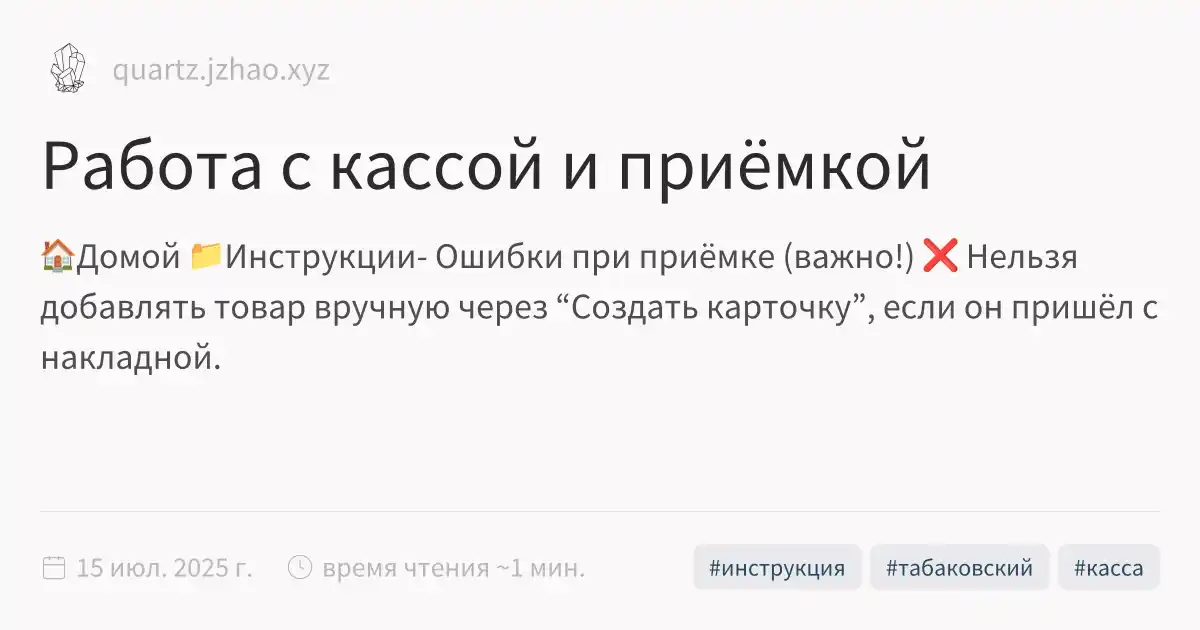 quartz.jzhao.xyz
Работа с кассой и приёмкой
🏠Домой 📁Инструкции- Ошибки при приёмке (важно!) ❌ Нельзя
добавлять товар вручную через “Создать карточку”, если он пришёл с
накладной.
15 июл. 2025 г. время чтения ~1 мин. #инструкция #табаковский #касса